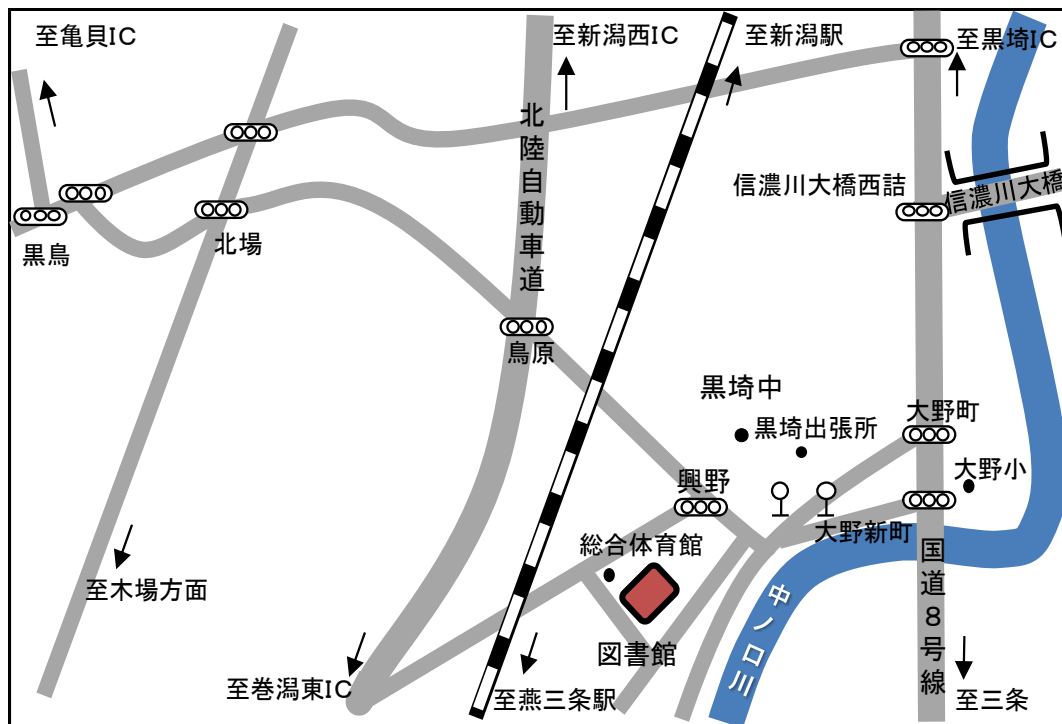 至亀貝IC
至新潟西IC
至新潟駅
至黒埼IC
北陸自動車道
信濃川大橋西詰
信濃川大橋
黒鳥
北場
鳥原
黒埼中
黒埼出張所
大野町
大野小
興野
大野新町
総合体育館
国道8号線
中ノ口川
至木場方面
図書館
至巻潟東IC
至燕三条駅
至三条